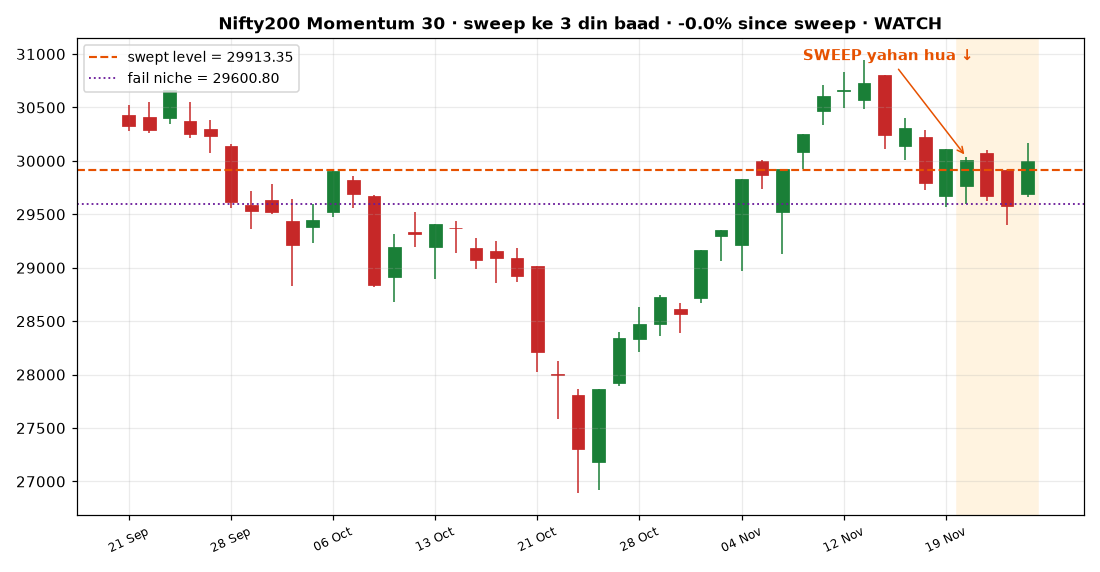 Nifty200 Momentum 30 · sweep ke 3 din baad · -0.0% since sweep · WATCH
swept level = 29913.35
fail niche = 29600.80
SWEEP yahan hua ↓
31000
30500
30000
29500
29000
28500
28000
27500
27000
21 Sep
28 Sep
06 Oct
13 Oct
21 Oct
28 Oct
04 Nov
12 Nov
19 Nov